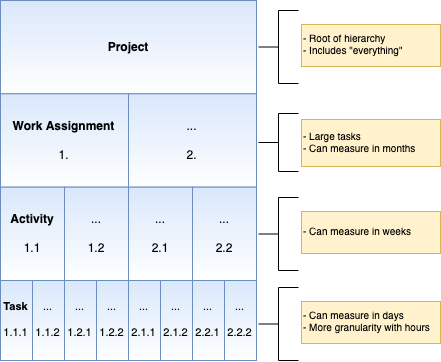 Project
- Root of hierarchy
- Includes "everything"
Work Assignment ...
1. 2.
- Large tasks
- Can measure in months
Activity ... ... ...
1.1 1.2 2.1 2.2
- Can measure in weeks
Task ... ... ... ... ... ... ...
1.1.1 1.1.2 1.2.1 1.2.2 2.1.1 2.1.2 2.2.1 2.2.2
- Can measure in days
- More granularity with hours